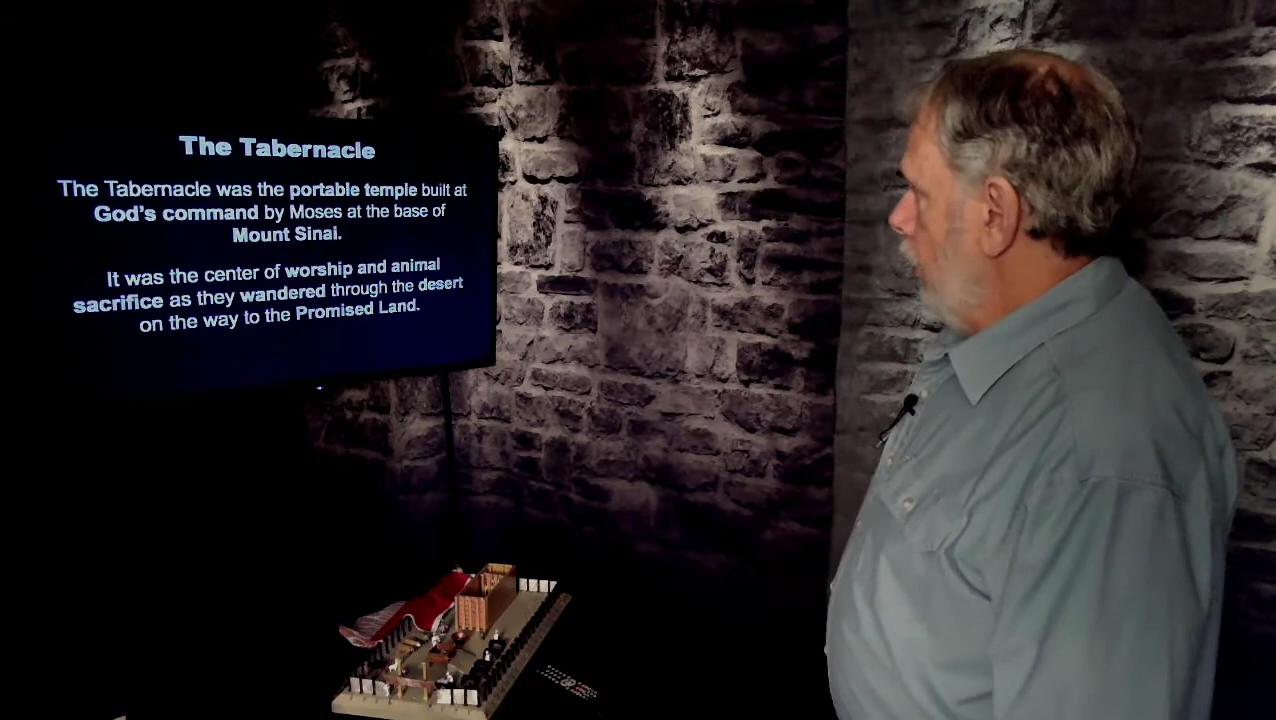 The Tabernacle
The Tabernacle was the portable temple built at
God's command by Moses at the base of
Mount Sinai.
It was the center of worship and animal
sacrifice as they wandered through the desert
on the way to the Promised Land.